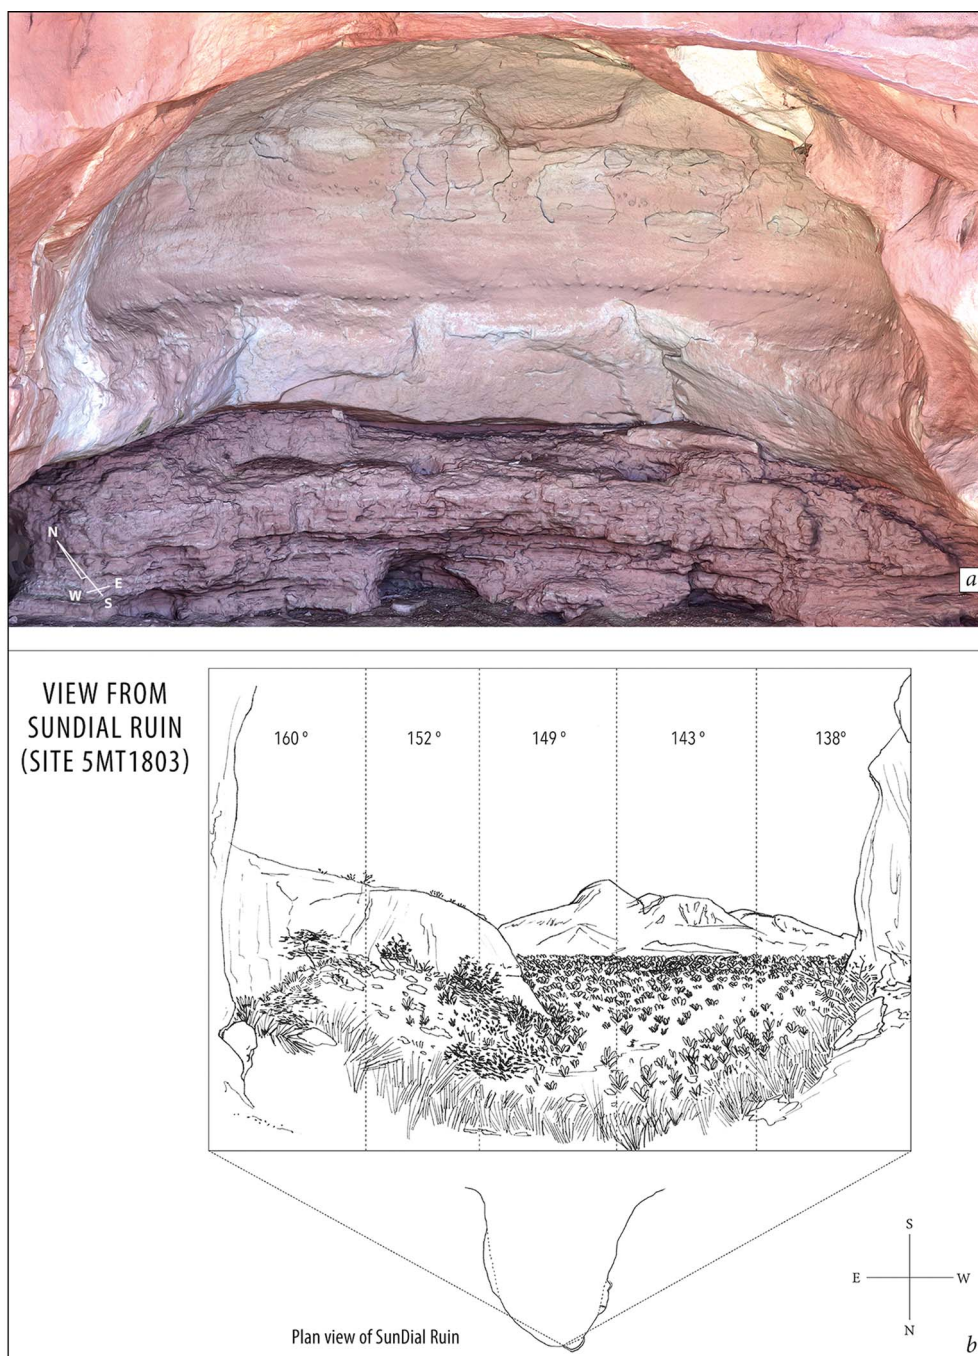 N
E
W
S
a
VIEW FROM
SUNDIAL RUIN
(SITE 5MT1803)
160° 152° 149° 143° 138°
S
E W
N
Plan view of SunDial Ruin
b